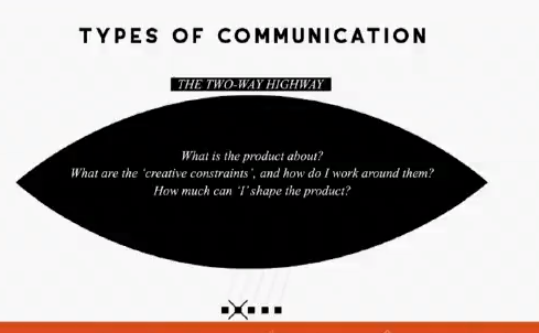 TYPES OF COMMUNICATION
THE TWO-WAY HIGHWAY
What is the product about?
What are the 'creative constraints', and how do I work around them?
How much can 'I' shape the product?